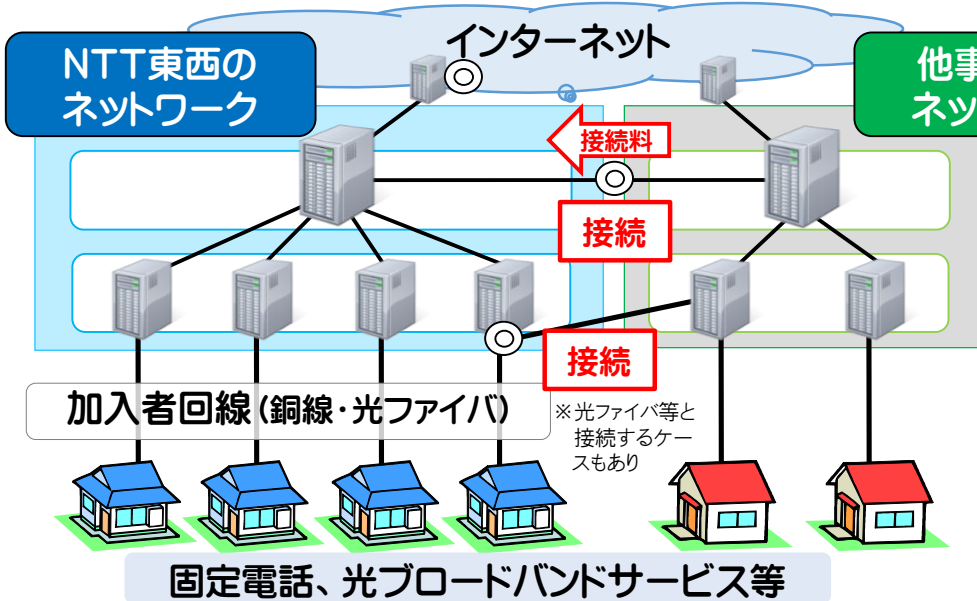 インターネット
NTT東西の
ネットワーク
他事
ネッ
接続料
接続
接続
加入者回線(銅線・光ファイバ)
※光ファイバ等と
接続するケー
スもあり
固定電話、光ブロードバンドサービス等